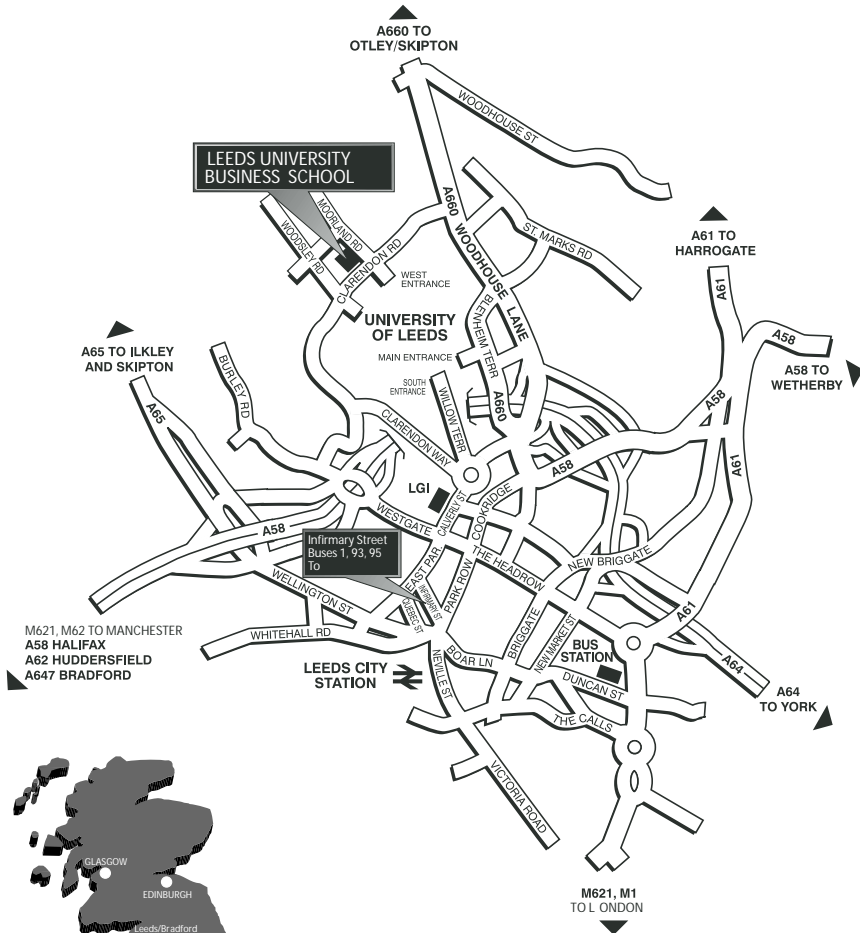 A660 TO
OTLEY/SKIPTON
WOODHOUSE ST
LEEDS UNIVERSITY
BUSINESS SCHOOL
MOORLAND RD
WOODSLEY RD
CLARENDON RD
A660 WOODHOUSE LANE
ST. MARKS RD
A61 TO
HARROGATE
A61
WEST
ENTRANCE
UNIVERSITY
OF LEEDS
BLENHEIM TERR
MAIN ENTRANCE
A65 TO ILKLEY
AND SKIPTON
A58
A58 TO
WETHERBY
BURLEY RD
SOUTH
ENTRANCE
WILLOW TERR
A660
A65
A58
CLARENDON WAY
A61
A58
LGI
CALVERLY ST
COOKRIDGE
WESTGATE
A58
Infirmary Street
Buses 1, 93, 95
To
EAST PAR.
THE HEADROW
NEW BRIGGATE
INFIRMARY ST
QUEBEC ST
PARK ROW
WELLINGTON ST
BRIGGATE
NEW MARKET ST
A61
M621, M62 TO MANCHESTER
A58 HALIFAX
A62 HUDDERSFIELD
A647 BRADFORD
WHITEHALL RD
BUS
STATION
LEEDS CITY
STATION
BOAR LN
NEVILLE ST
DUNCAN ST
A64
A64
TO YORK
THE CALLS
VICTORIA ROAD
GLASGOW
EDINBURGH
Leeds/Bradford
M621, M1
TO L ONDON